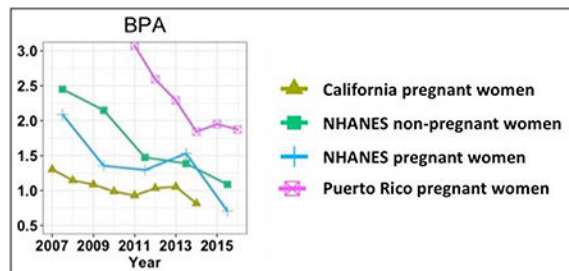 BPA
3.0
2.5
2.0
1.5
1.0
0.5
2007 2009 2011 2013 2015
Year
California pregnant women
NHANES non-pregnant women
NHANES pregnant women
Puerto Rico pregnant women